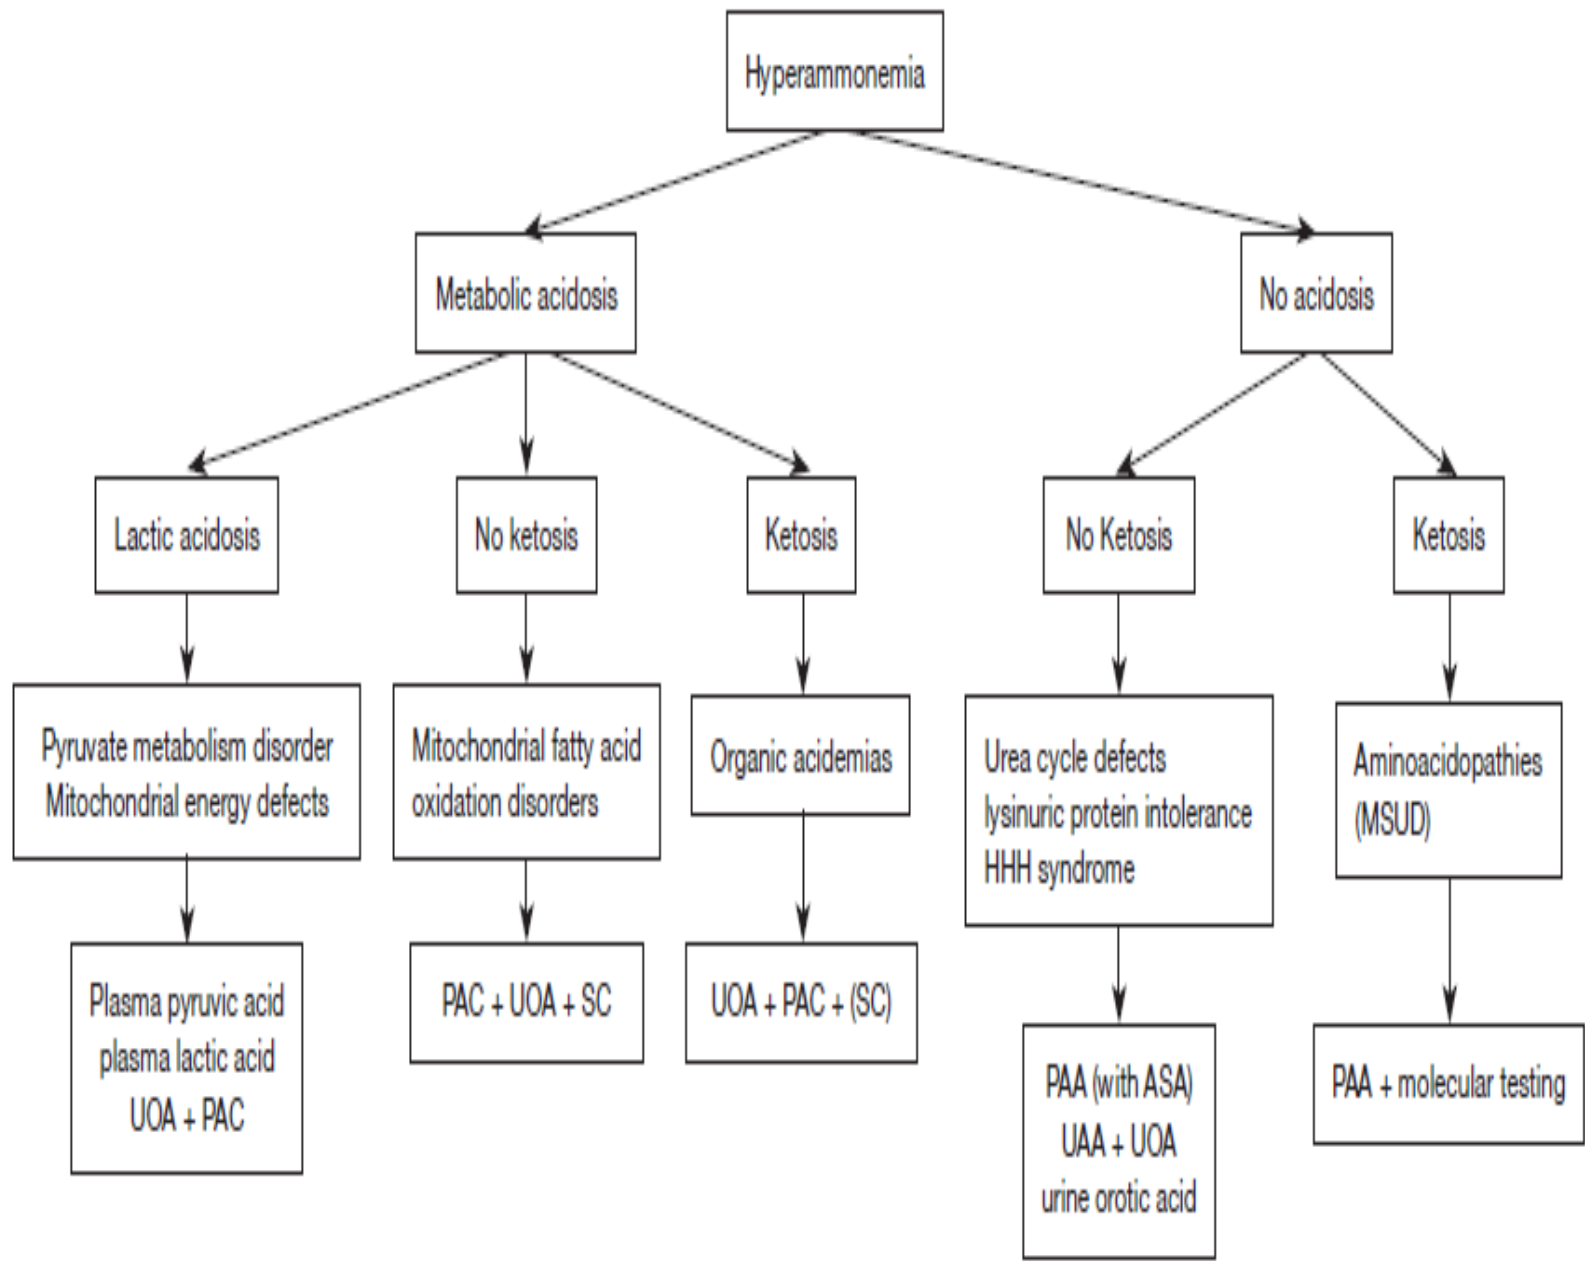 Hyperammonemia
Metabolic acidosis
No acidosis
Lactic acidosis
No ketosis
Ketosis
No Ketosis
Ketosis
Pyruvate metabolism disorder
Mitochondrial energy defects
Mitochondrial fatty acid
oxidation disorders
Organic acidemias
Urea cycle defects
lysinuric protein intolerance
HHH syndrome
Aminoacidopathies
(MSUD)
Plasma pyruvic acid
plasma lactic acid
UOA + PAC
PAC + UOA + SC
UOA + PAC + (SC)
PAA (with ASA)
UAA + UOA
urine orotic acid
PAA + molecular testing